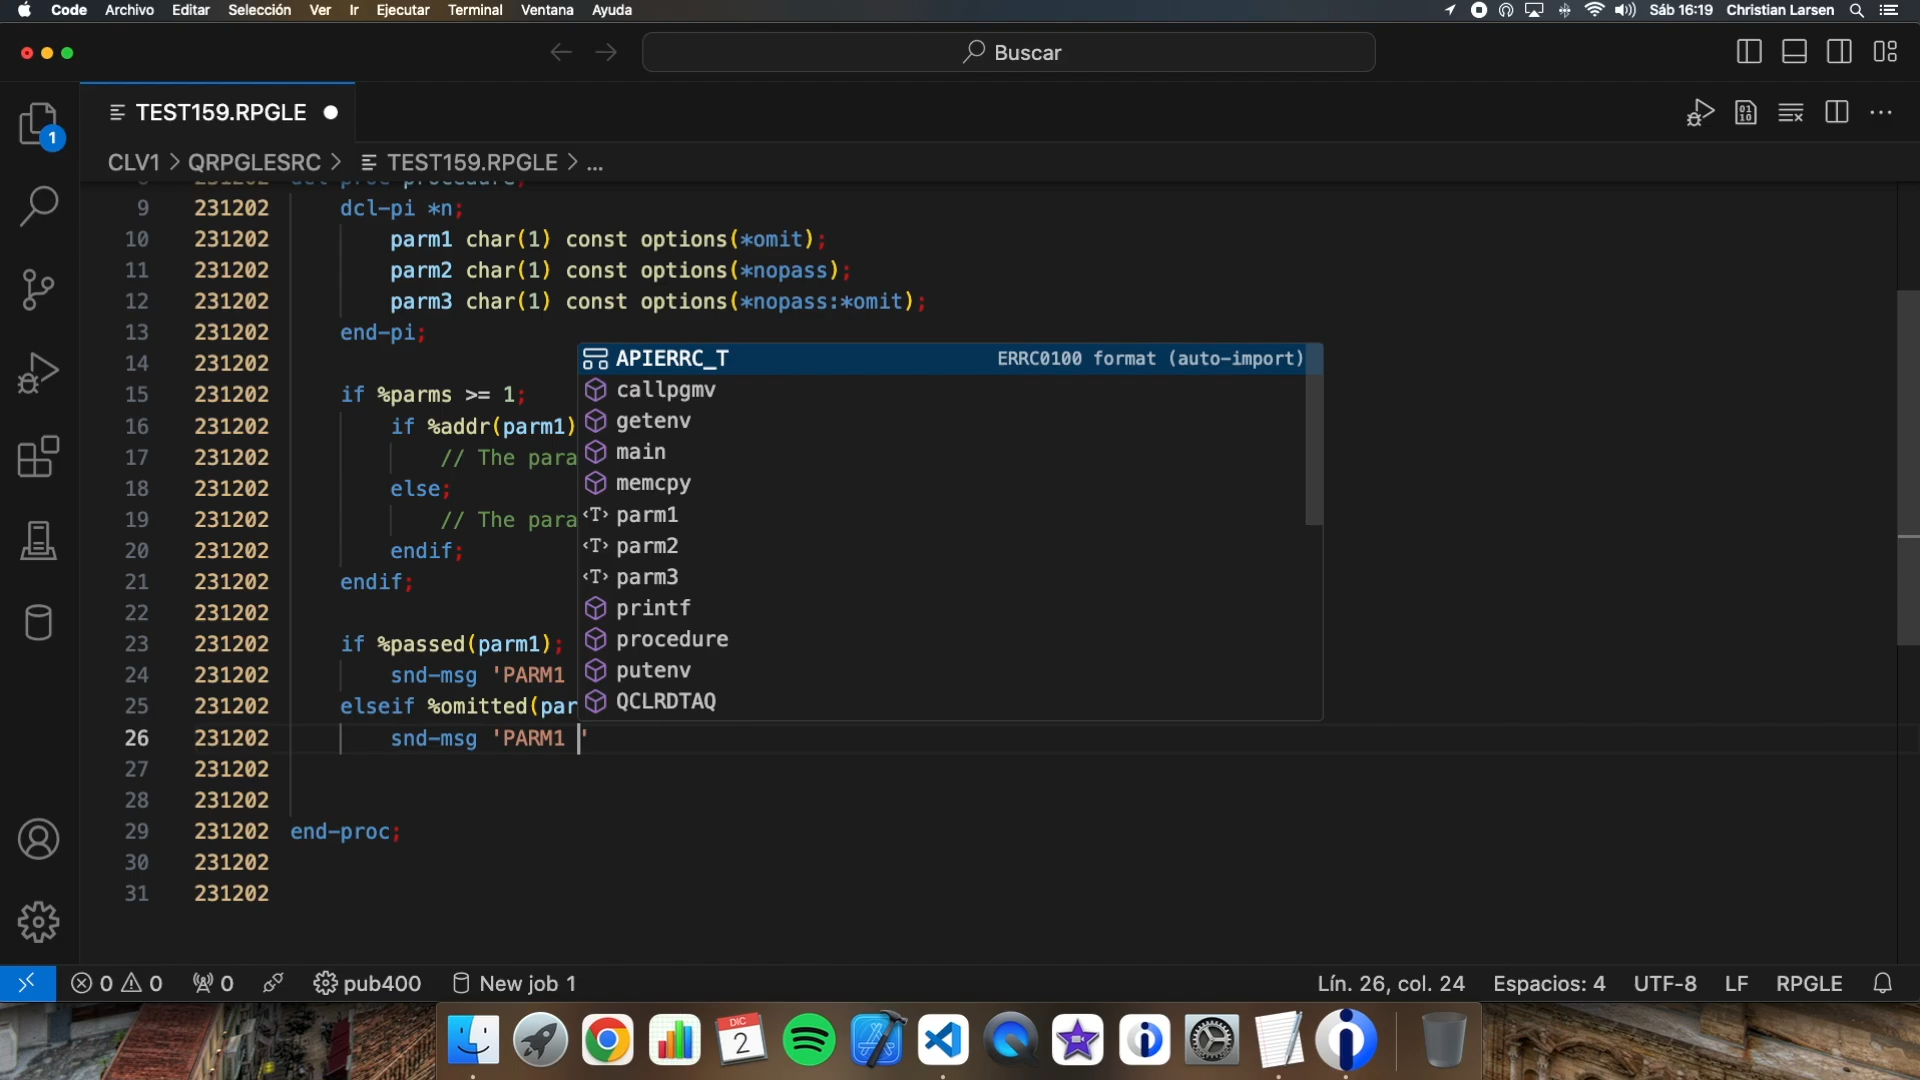 Code Archivo Editar Selección Ver Ir Ejecutar Terminal Ventana Ayuda Sáb 16:19 Christian Larsen
Buscar
TEST159.RPGLE
1
CLV1 > QRPGLESRC > TEST159.RPGLE > ...
9 231202 dcl-pi *n;
10 231202 parm1 char(1) const options(*omit);
11 231202 parm2 char(1) const options(*nopass);
12 231202 parm3 char(1) const options(*nopass:*omit);
13 231202 end-pi;
14 231202
15 231202 if %parms >= 1;
16 231202 if %addr(parm1)
17 231202 // The para
18 231202 else;
19 231202 // The para
20 231202 endif;
21 231202 endif;
22 231202
23 231202 if %passed(parm1);
24 231202 snd-msg 'PARM1
25 231202 elseif %omitted(par
26 231202 snd-msg 'PARM1 '
27 231202
28 231202
29 231202 end-proc;
30 231202
31 231202
APIERRC_T ERRC0100 format (auto-import)
callpgmv
getenv
main
memcpy
<T> parm1
<T> parm2
<T> parm3
printf
procedure
putenv
QCLRDTAQ
0 0 0 pub400 New job 1 Lín. 26, col. 24 Espacios: 4 UTF-8 LF RPGLE
DIC
2